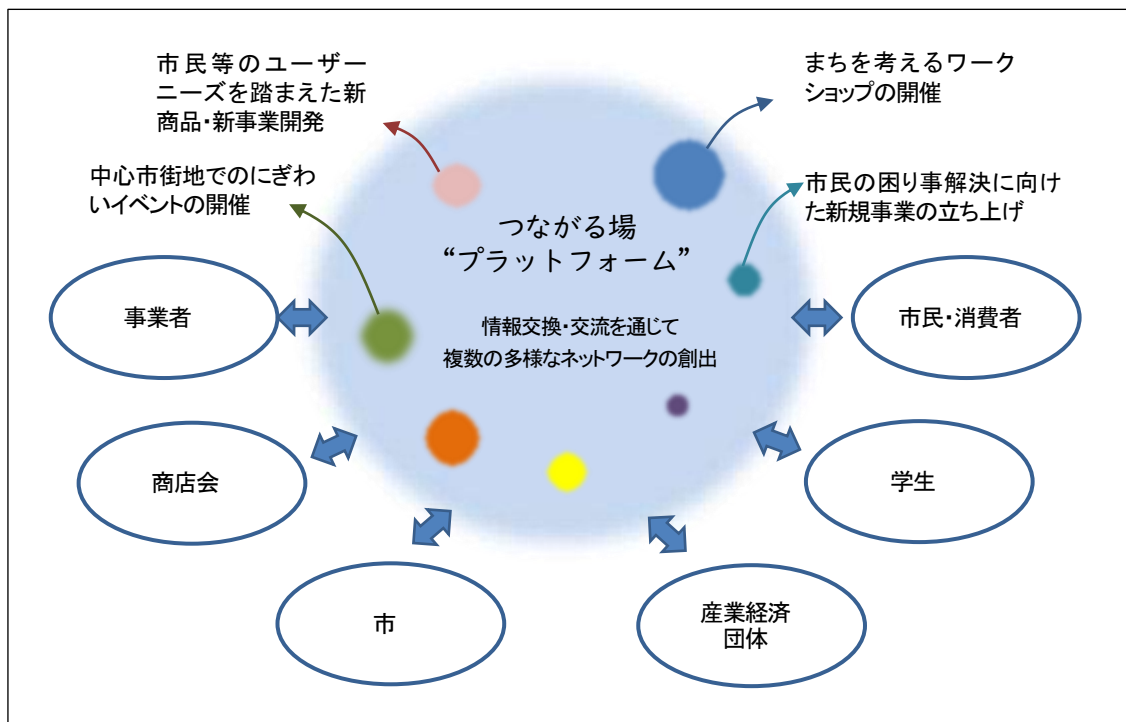 市民等のユーザー
ニーズを踏まえた新
商品・新事業開発
まちを考えるワーク
ショップの開催
中心市街地でのにぎわ
いイベントの開催
市民の困り事解決に向け
た新規事業の立ち上げ
つながる場
“プラットフォーム”
情報交換・交流を通じて
複数の多様なネットワークの創出
事業者
市民・消費者
商店会
学生
市
産業経済
団体